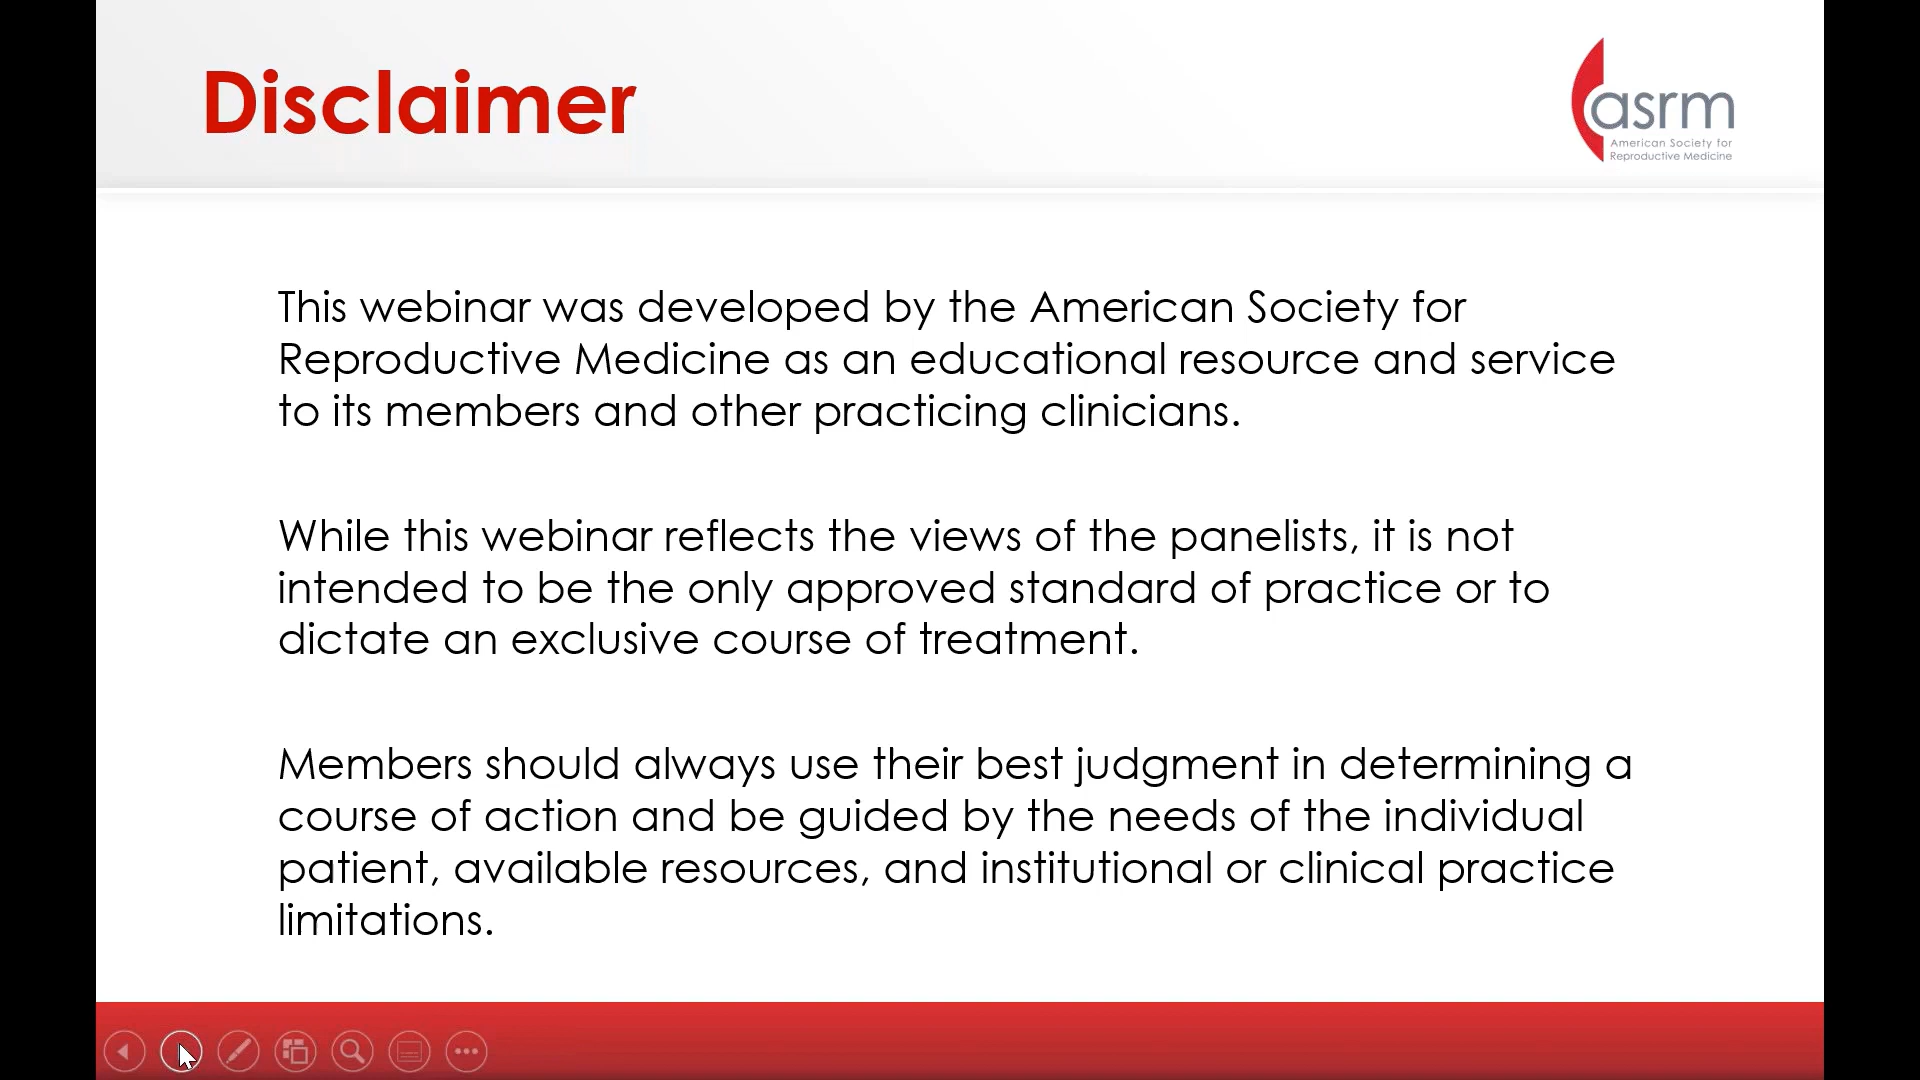 Disclaimer
asrm
American Society for
Reproductive Medicine
This webinar was developed by the American Society for
Reproductive Medicine as an educational resource and service
to its members and other practicing clinicians.
While this webinar reflects the views of the panelists, it is not
intended to be the only approved standard of practice or to
dictate an exclusive course of treatment.
Members should always use their best judgment in determining a
course of action and be guided by the needs of the individual
patient, available resources, and institutional or clinical practice
limitations.